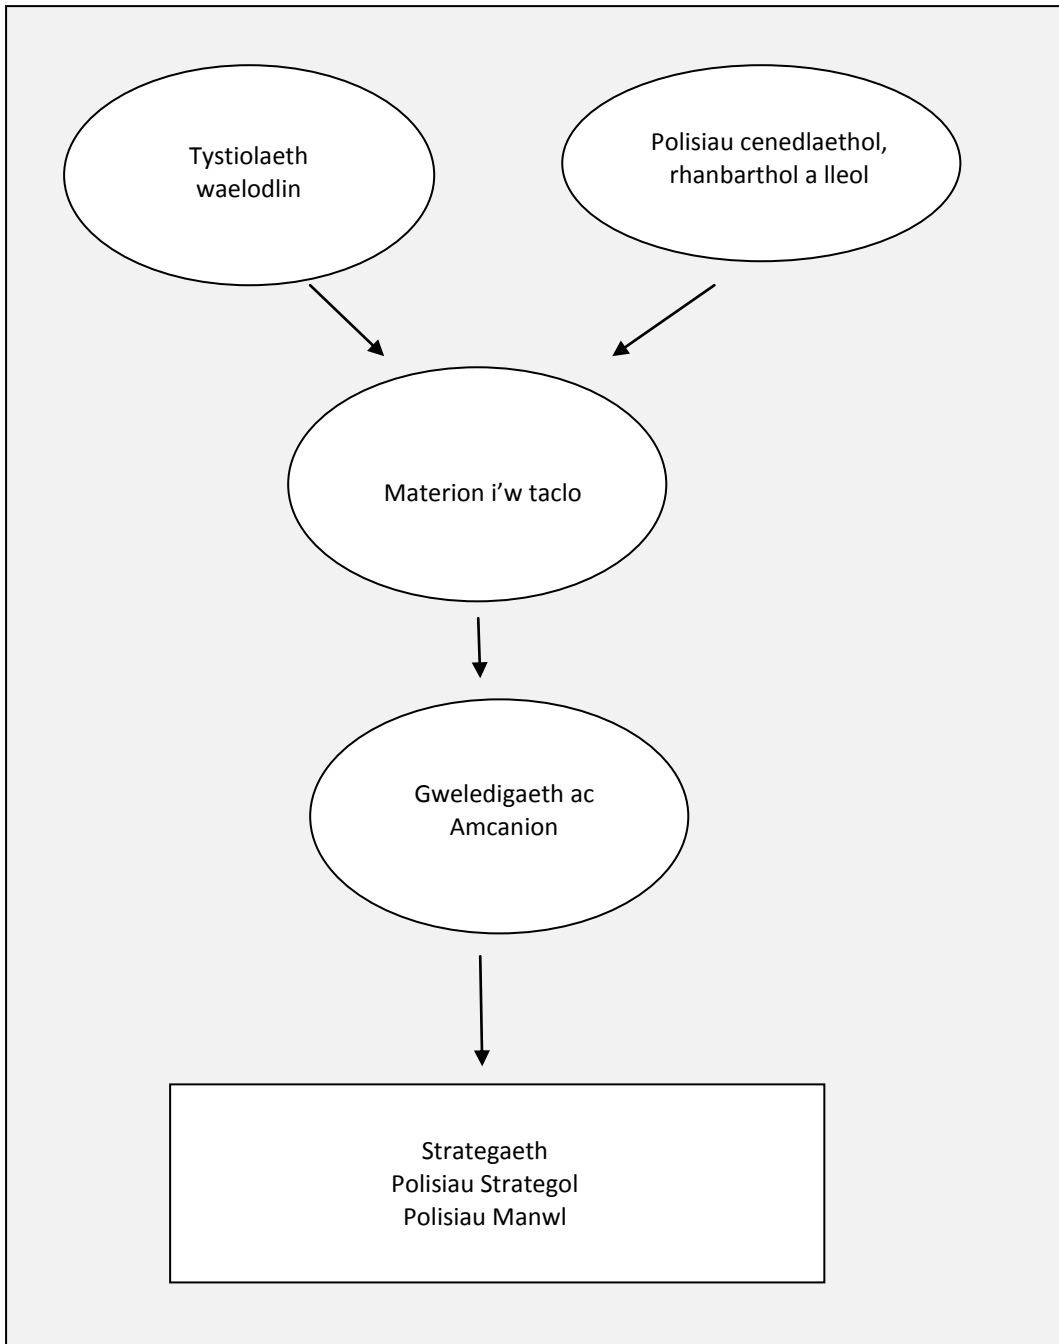 Tystiolaeth
waelodlin
Polisiau cenedlaethol,
rhanbarthol a lleol
Materion i’w taclo
Gweledigaeth ac
Amcanion
Strategaeth
Polisiau Strategol
Polisiau Manwl